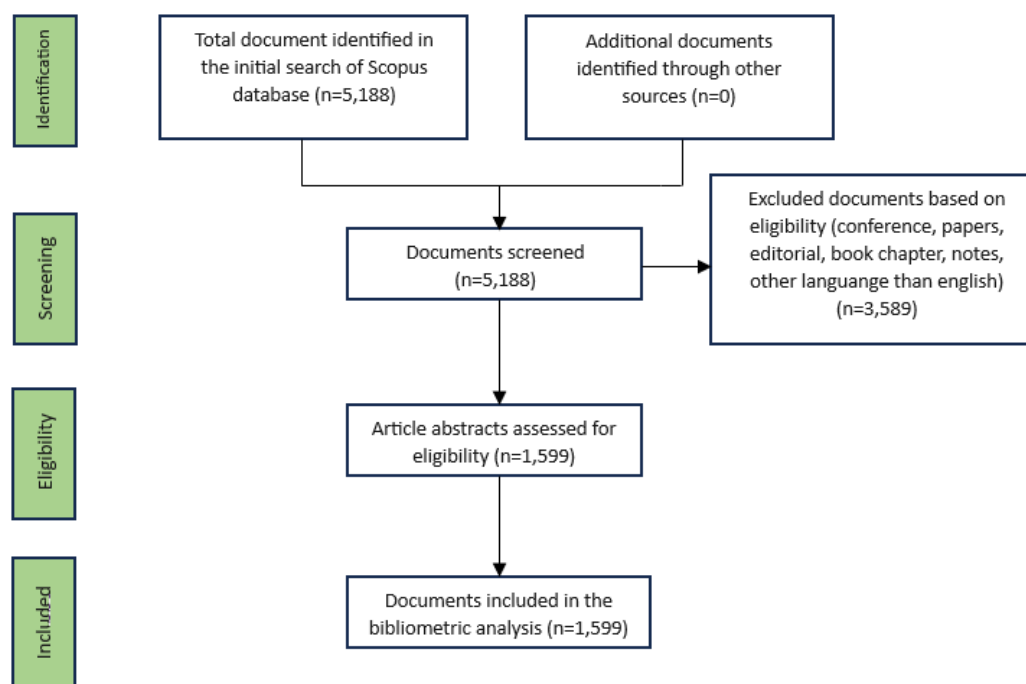 Identification
Total document identified in
the initial search of Scopus
database (n=5,188)
Additional documents
identified through other
sources (n=0)
Screening
Documents screened
(n=5,188)
Excluded documents based on
eligibility (conference, papers,
editorial, book chapter, notes,
other languange than english)
(n=3,589)
Eligibility
Article abstracts assessed for
eligibility (n=1,599)
Included
Documents included in the
bibliometric analysis (n=1,599)